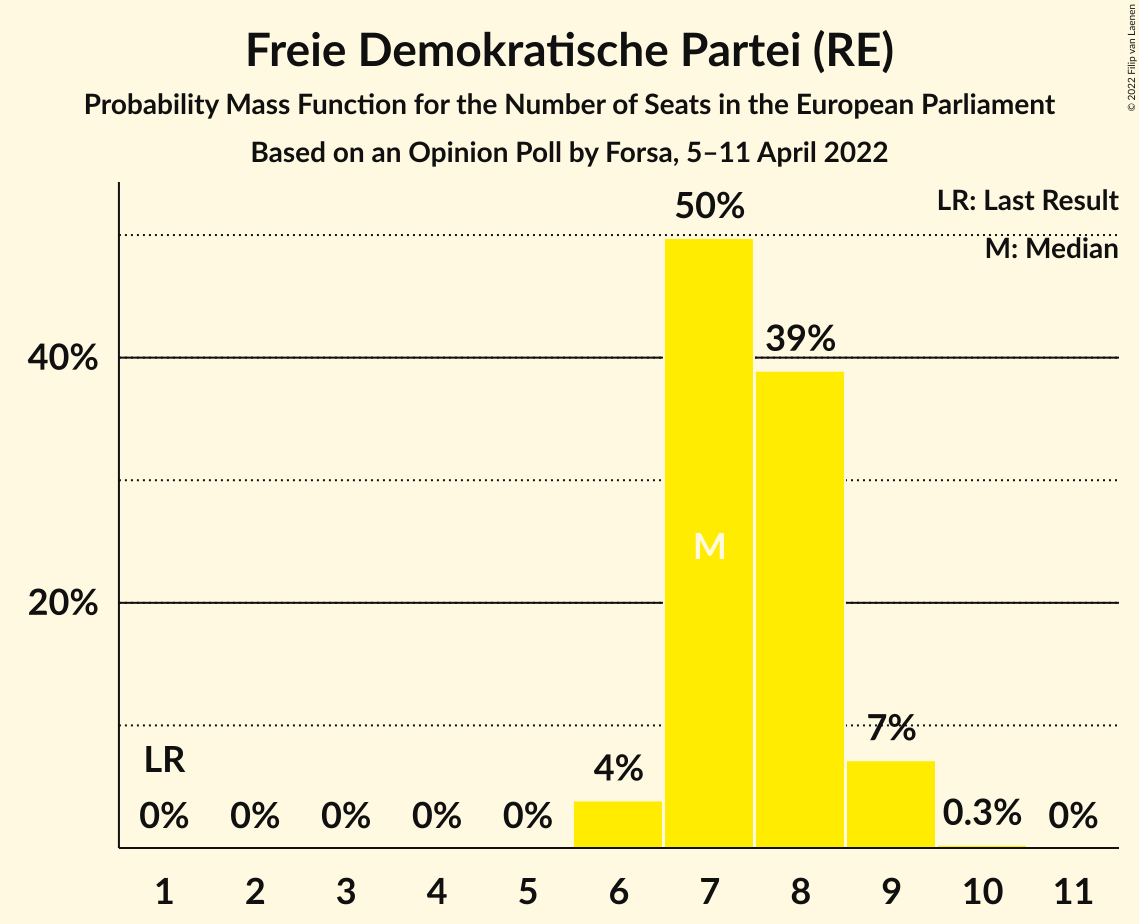 Freie Demokratische Partei (RE)
Probability Mass Function for the Number of Seats in the European Parliament
Based on an Opinion Poll by Forsa, 5–11 April 2022
© 2022 Filip van Laenen
LR: Last Result
M: Median
50%
39%
40%
M
20%
7%
LR
4%
0% 0% 0% 0% 0% 0.3% 0%
1 2 3 4 5 6 7 8 9 10 11